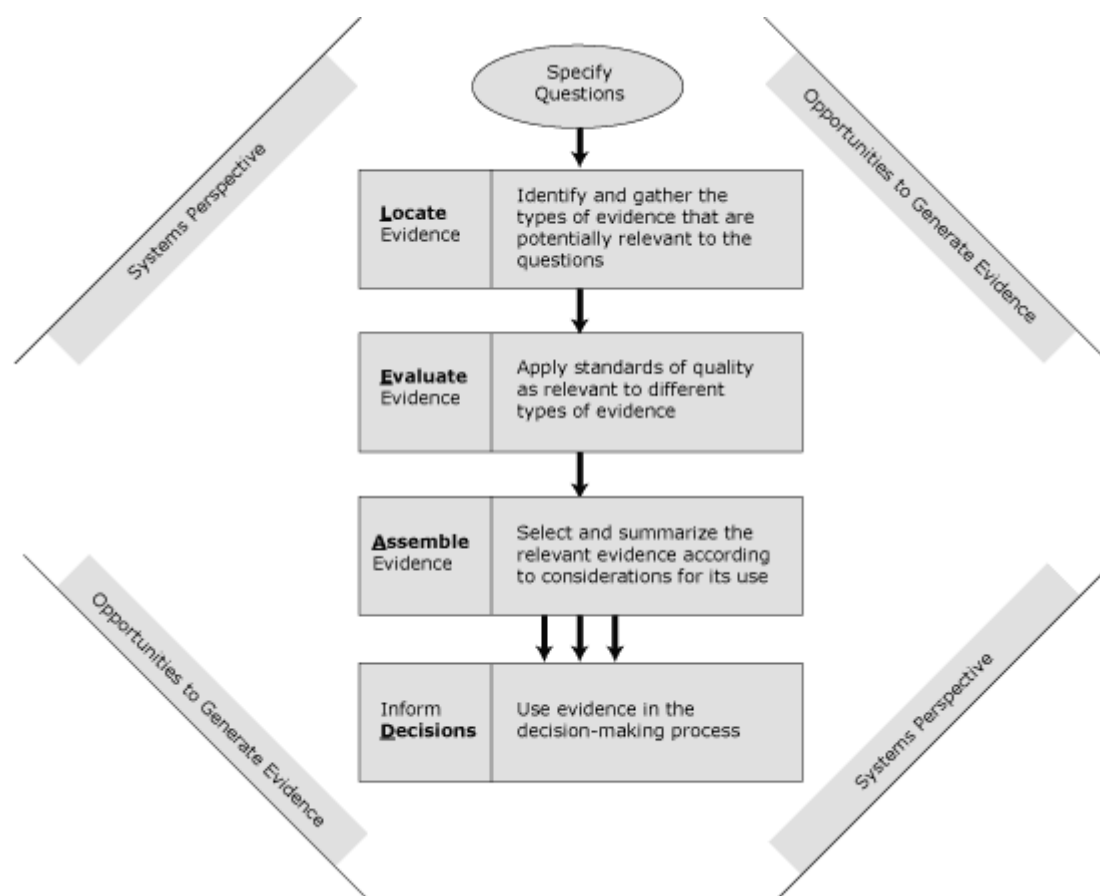 Specify
Questions
Systems Perspective
Opportunities to Generate Evidence
Locate
Evidence
Identify and gather the
types of evidence that are
potentially relevant to the
questions
Evaluate
Evidence
Apply standards of quality
as relevant to different
types of evidence
Assemble
Evidence
Select and summarize the
relevant evidence according
to considerations for its use
Inform
Decisions
Use evidence in the
decision-making process
Opportunities to Generate Evidence
Systems Perspective